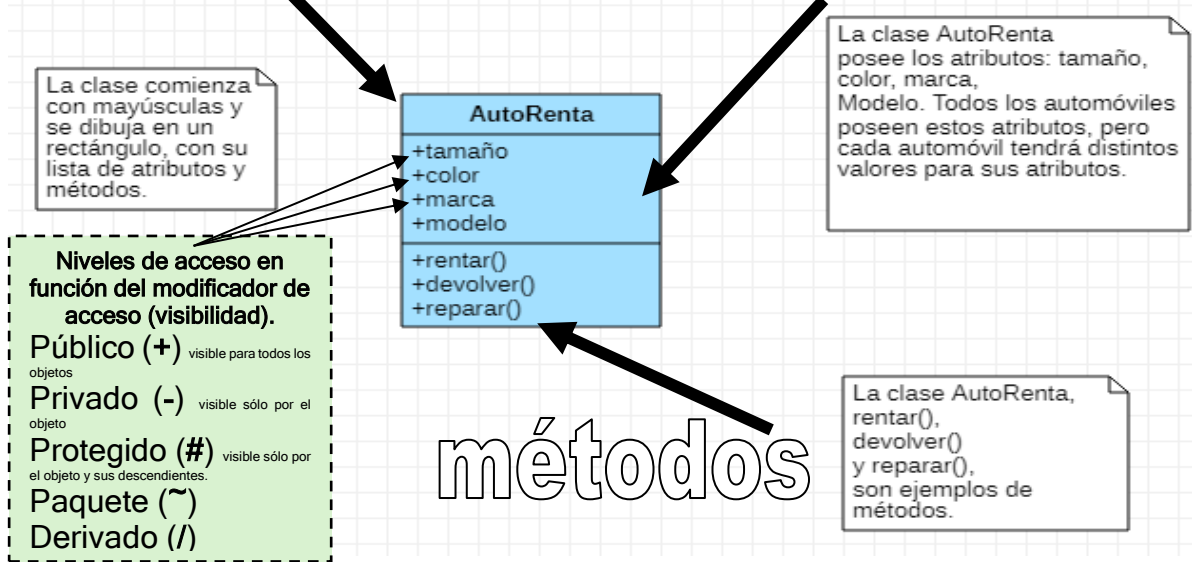 La clase comienza
con mayúsculas y
se dibuja en un
rectángulo, con su
lista de atributos y
métodos.
AutoRenta
+tamaño
+color
+marca
+modelo
+rentar()
+devolver()
+reparar()
La clase AutoRenta
posee los atributos: tamaño,
color, marca,
Modelo. Todos los automóviles
poseen estos atributos, pero
cada automóvil tendrá distintos
valores para sus atributos.
Niveles de acceso en
función del modificador de
acceso (visibilidad).
Público (+) visible para todos los
objetos
Privado (-) visible sólo por el
objeto
Protegido (#) visible sólo por
el objeto y sus descendientes.
Paquete (~)
Derivado (/)
métodos
La clase AutoRenta,
rentar(),
devolver()
y reparar(),
son ejemplos de
métodos.